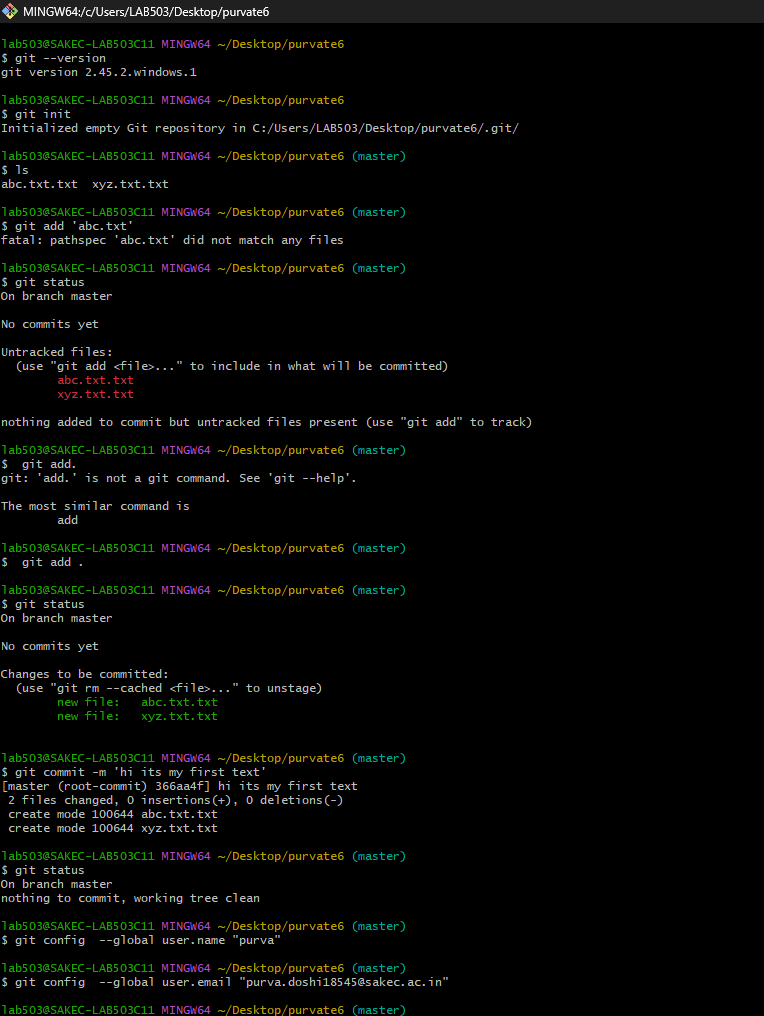 MINGW64:/c/Users/LAB503/Desktop/purvate6
lab503@SAKEC-LAB503C11 MINGW64 ~/Desktop/purvate6
$ git --version
git version 2.45.2.windows.1
lab503@SAKEC-LAB503C11 MINGW64 ~/Desktop/purvate6
$ git init
Initialized empty Git repository in C:/Users/LAB503/Desktop/purvate6/.git/
lab503@SAKEC-LAB503C11 MINGW64 ~/Desktop/purvate6 (master)
$ ls
abc.txt.txt  xyz.txt.txt
lab503@SAKEC-LAB503C11 MINGW64 ~/Desktop/purvate6 (master)
$ git add 'abc.txt'
fatal: pathspec 'abc.txt' did not match any files
lab503@SAKEC-LAB503C11 MINGW64 ~/Desktop/purvate6 (master)
$ git status
On branch master
No commits yet
Untracked files:
  (use "git add <file>..." to include in what will be committed)
        abc.txt.txt
        xyz.txt.txt
nothing added to commit but untracked files present (use "git add" to track)
lab503@SAKEC-LAB503C11 MINGW64 ~/Desktop/purvate6 (master)
$  git add.
git: 'add.' is not a git command. See 'git --help'.
The most similar command is
        add
lab503@SAKEC-LAB503C11 MINGW64 ~/Desktop/purvate6 (master)
$  git add .
lab503@SAKEC-LAB503C11 MINGW64 ~/Desktop/purvate6 (master)
$ git status
On branch master
No commits yet
Changes to be committed:
  (use "git rm --cached <file>..." to unstage)
        new file:   abc.txt.txt
        new file:   xyz.txt.txt
lab503@SAKEC-LAB503C11 MINGW64 ~/Desktop/purvate6 (master)
$ git commit -m 'hi its my first text'
[master (root-commit) 366aa4f] hi its my first text
 2 files changed, 0 insertions(+), 0 deletions(-)
 create mode 100644 abc.txt.txt
 create mode 100644 xyz.txt.txt
lab503@SAKEC-LAB503C11 MINGW64 ~/Desktop/purvate6 (master)
$ git status
On branch master
nothing to commit, working tree clean
lab503@SAKEC-LAB503C11 MINGW64 ~/Desktop/purvate6 (master)
$ git config  --global user.name "purva"
lab503@SAKEC-LAB503C11 MINGW64 ~/Desktop/purvate6 (master)
$ git config  --global user.email "purva.doshi18545@sakec.ac.in"
lab503@SAKEC-LAB503C11 MINGW64 ~/Desktop/purvate6 (master)